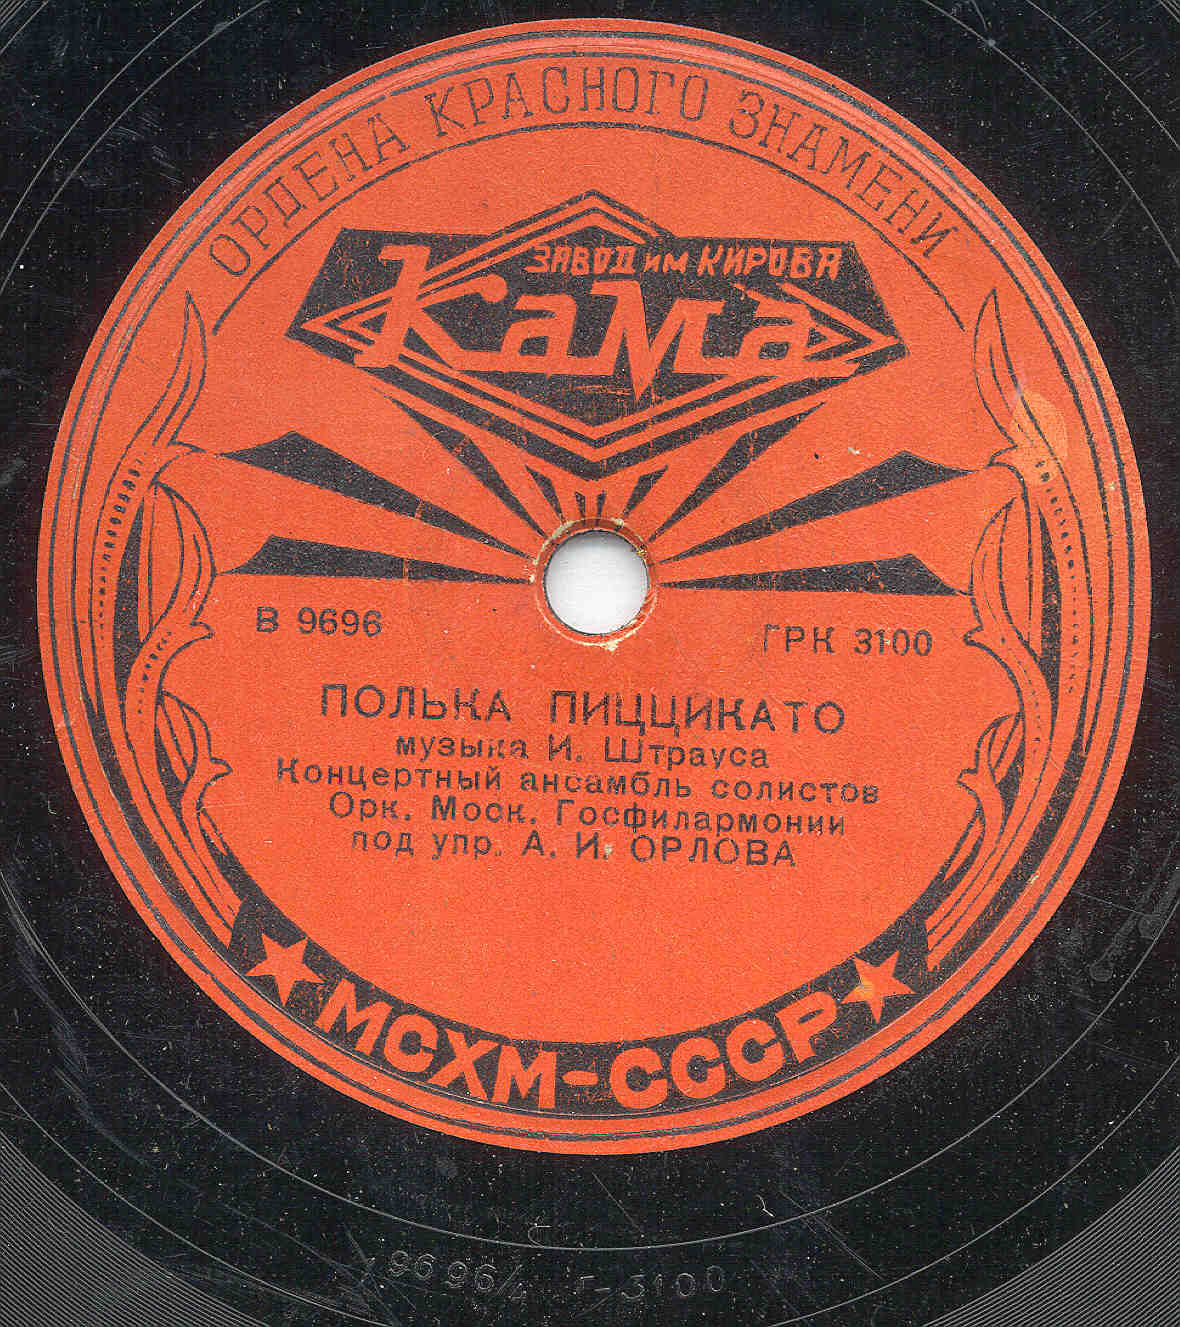 ОРДЕНА КРАСНОГО ЗНАМЕНИ
ЗАВОД им КИРОВА
Кама
В 9696
ГРК 3100
ПОЛЬКА ПИЦЦИКАТО
музыка И. Штрауса
Концертный ансамбль солистов
Орк. Моск. Госфилармонии
под упр. А. И. ОРЛОВА
МСХМ-СССР
9696/4 г-3100